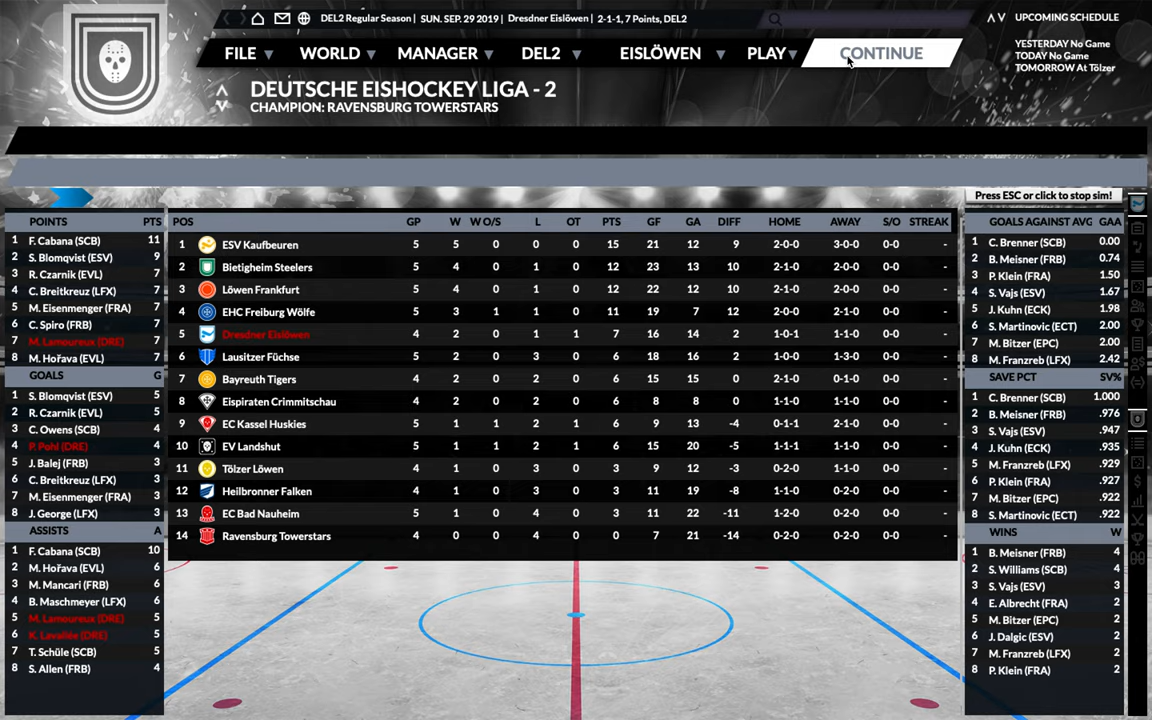 DEL2 Regular Season | SUN. SEP. 29 2019 | Dresdner Eislöwen | 2-1-1, 7 Points, DEL2
UPCOMING SCHEDULE
FILE WORLD MANAGER DEL2 EISLÖWEN PLAY CONTINUE
YESTERDAY No Game
TODAY No Game
TOMORROW At Tölzer
DEUTSCHE EISHOCKEY LIGA - 2
CHAMPION: RAVENSBURG TOWERSTARS
Press ESC or click to stop sim!
POINTS PTS
1 F. Cabana (SCB) 11
2 S. Blomqvist (ESV) 9
3 R. Czarnik (EVL) 7
4 C. Breitkreuz (LFX) 7
5 M. Eisenmenger (FRA) 7
6 C. Spiro (FRB) 7
7 M. Lamoureux (DRE) 7
8 M. Hořava (EVL) 7
GOALS G
1 S. Blomqvist (ESV) 5
2 R. Czarnik (EVL) 5
3 C. Owens (SCB) 4
4 P. Pohl (DRE) 4
5 J. Balej (FRB) 3
6 C. Breitkreuz (LFX) 3
7 M. Eisenmenger (FRA) 3
8 J. George (LFX) 3
ASSISTS A
1 F. Cabana (SCB) 10
2 M. Hořava (EVL) 6
3 M. Mancari (FRB) 6
4 B. Maschmeyer (LFX) 6
5 M. Lamoureux (DRE) 5
6 K. Lavallée (DRE) 5
7 T. Schüle (SCB) 5
8 S. Allen (FRB) 4
POS GP W W O/S L OT PTS GF GA DIFF HOME AWAY S/O STREAK
1 ESV Kaufbeuren 5 5 0 0 0 15 21 12 9 2-0-0 3-0-0 0-0 -
2 Bietigheim Steelers 5 4 0 1 0 12 23 13 10 2-1-0 2-0-0 0-0 -
3 Löwen Frankfurt 5 4 0 1 0 12 22 12 10 2-1-0 2-0-0 0-0 -
4 EHC Freiburg Wölfe 5 3 1 1 0 11 19 7 12 2-0-0 2-1-0 0-0 -
5 Dresdner Eislöwen 4 2 0 1 1 7 16 14 2 1-0-1 1-1-0 0-0 -
6 Lausitzer Füchse 5 2 0 3 0 6 18 16 2 1-0-0 1-3-0 0-0 -
7 Bayreuth Tigers 4 2 0 2 0 6 15 15 0 2-1-0 0-1-0 0-0 -
8 Eispiraten Crimmitschau 4 2 0 2 0 6 8 8 0 1-1-0 1-1-0 0-0 -
9 EC Kassel Huskies 5 1 1 2 1 6 9 13 -4 0-1-1 2-1-0 0-0 -
10 EV Landshut 5 1 1 2 1 6 15 20 -5 1-1-1 1-1-0 0-0 -
11 Tölzer Löwen 4 1 0 3 0 3 9 12 -3 0-2-0 1-1-0 0-0 -
12 Heilbronner Falken 4 1 0 3 0 3 11 19 -8 1-1-0 0-2-0 0-0 -
13 EC Bad Nauheim 5 1 0 4 0 3 11 22 -11 1-2-0 0-2-0 0-0 -
14 Ravensburg Towerstars 4 0 0 4 0 0 7 21 -14 0-2-0 0-2-0 0-0 -
GOALS AGAINST AVG GAA
1 C. Brenner (SCB) 0.00
2 B. Meisner (FRB) 0.74
3 P. Klein (FRA) 1.50
4 S. Vajs (ESV) 1.67
5 J. Kuhn (ECK) 1.98
6 S. Martinovic (ECT) 2.00
7 M. Bitzer (EPC) 2.00
8 M. Franzreb (LFX) 2.42
SAVE PCT SV%
1 C. Brenner (SCB) 1.000
2 B. Meisner (FRB) .976
3 S. Vajs (ESV) .947
4 J. Kuhn (ECK) .935
5 M. Franzreb (LFX) .929
6 P. Klein (FRA) .927
7 M. Bitzer (EPC) .922
8 S. Martinovic (ECT) .922
WINS W
1 B. Meisner (FRB) 4
2 S. Williams (SCB) 4
3 S. Vajs (ESV) 3
4 E. Albrecht (FRA) 2
5 M. Bitzer (EPC) 2
6 J. Dalgic (ESV) 2
7 M. Franzreb (LFX) 2
8 P. Klein (FRA) 2